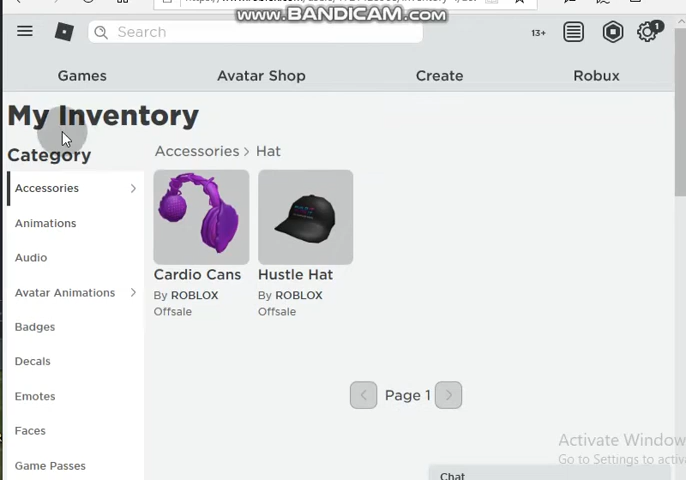 www.BANDICAM.com
Search
13+
1
Games
Avatar Shop
Create
Robux
My Inventory
Category
Accessories > Hat
Accessories >
Animations
Audio
Avatar Animations >
Badges
Decals
Emotes
Faces
Game Passes
Cardio Cans
By ROBLOX
Offsale
Hustle Hat
By ROBLOX
Offsale
< Page 1 >
Activate Window
Go to Settings to activa
Chat